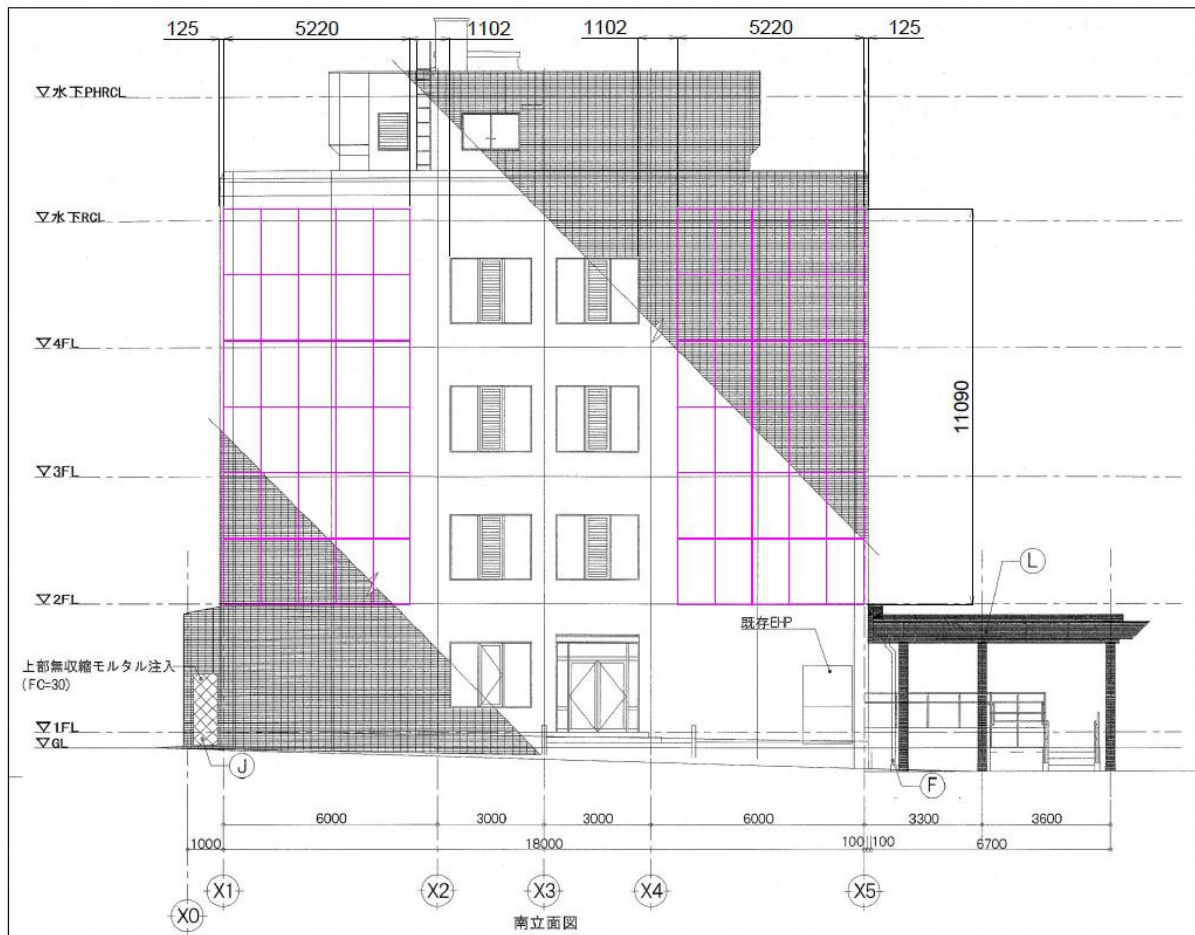 125 5220 1102 1102 5220 125
▽水下PHRCL
▽水下RCL
▽4FL
11090
▽3FL
▽2FL
L
既存EHP
上部無収縮モルタル注入
(FC=30)
▽1FL
▽GL
J
F
6000 3000 3000 6000 3300 3600
1000 18000 100 100 6700
X0 X1 X2 X3 X4 X5
南立面図